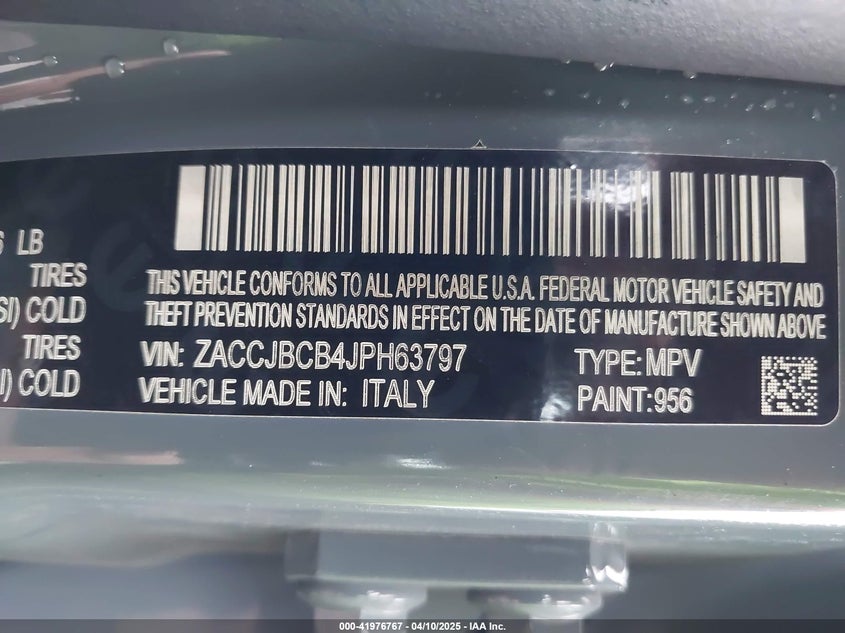 6 LB
TIRES
SI) COLD
TIRES
I) COLD
THIS VEHICLE CONFORMS TO ALL APPLICABLE U.S.A. FEDERAL MOTOR VEHICLE SAFETY AND
THEFT PREVENTION STANDARDS IN EFFECT ON THE DATE OF MANUFACTURE SHOWN ABOVE
VIN: ZACCJBCB4JPH63797 TYPE: MPV
VEHICLE MADE IN: ITALY PAINT:956
000-41976767 - 04/10/2025 - IAA Inc.